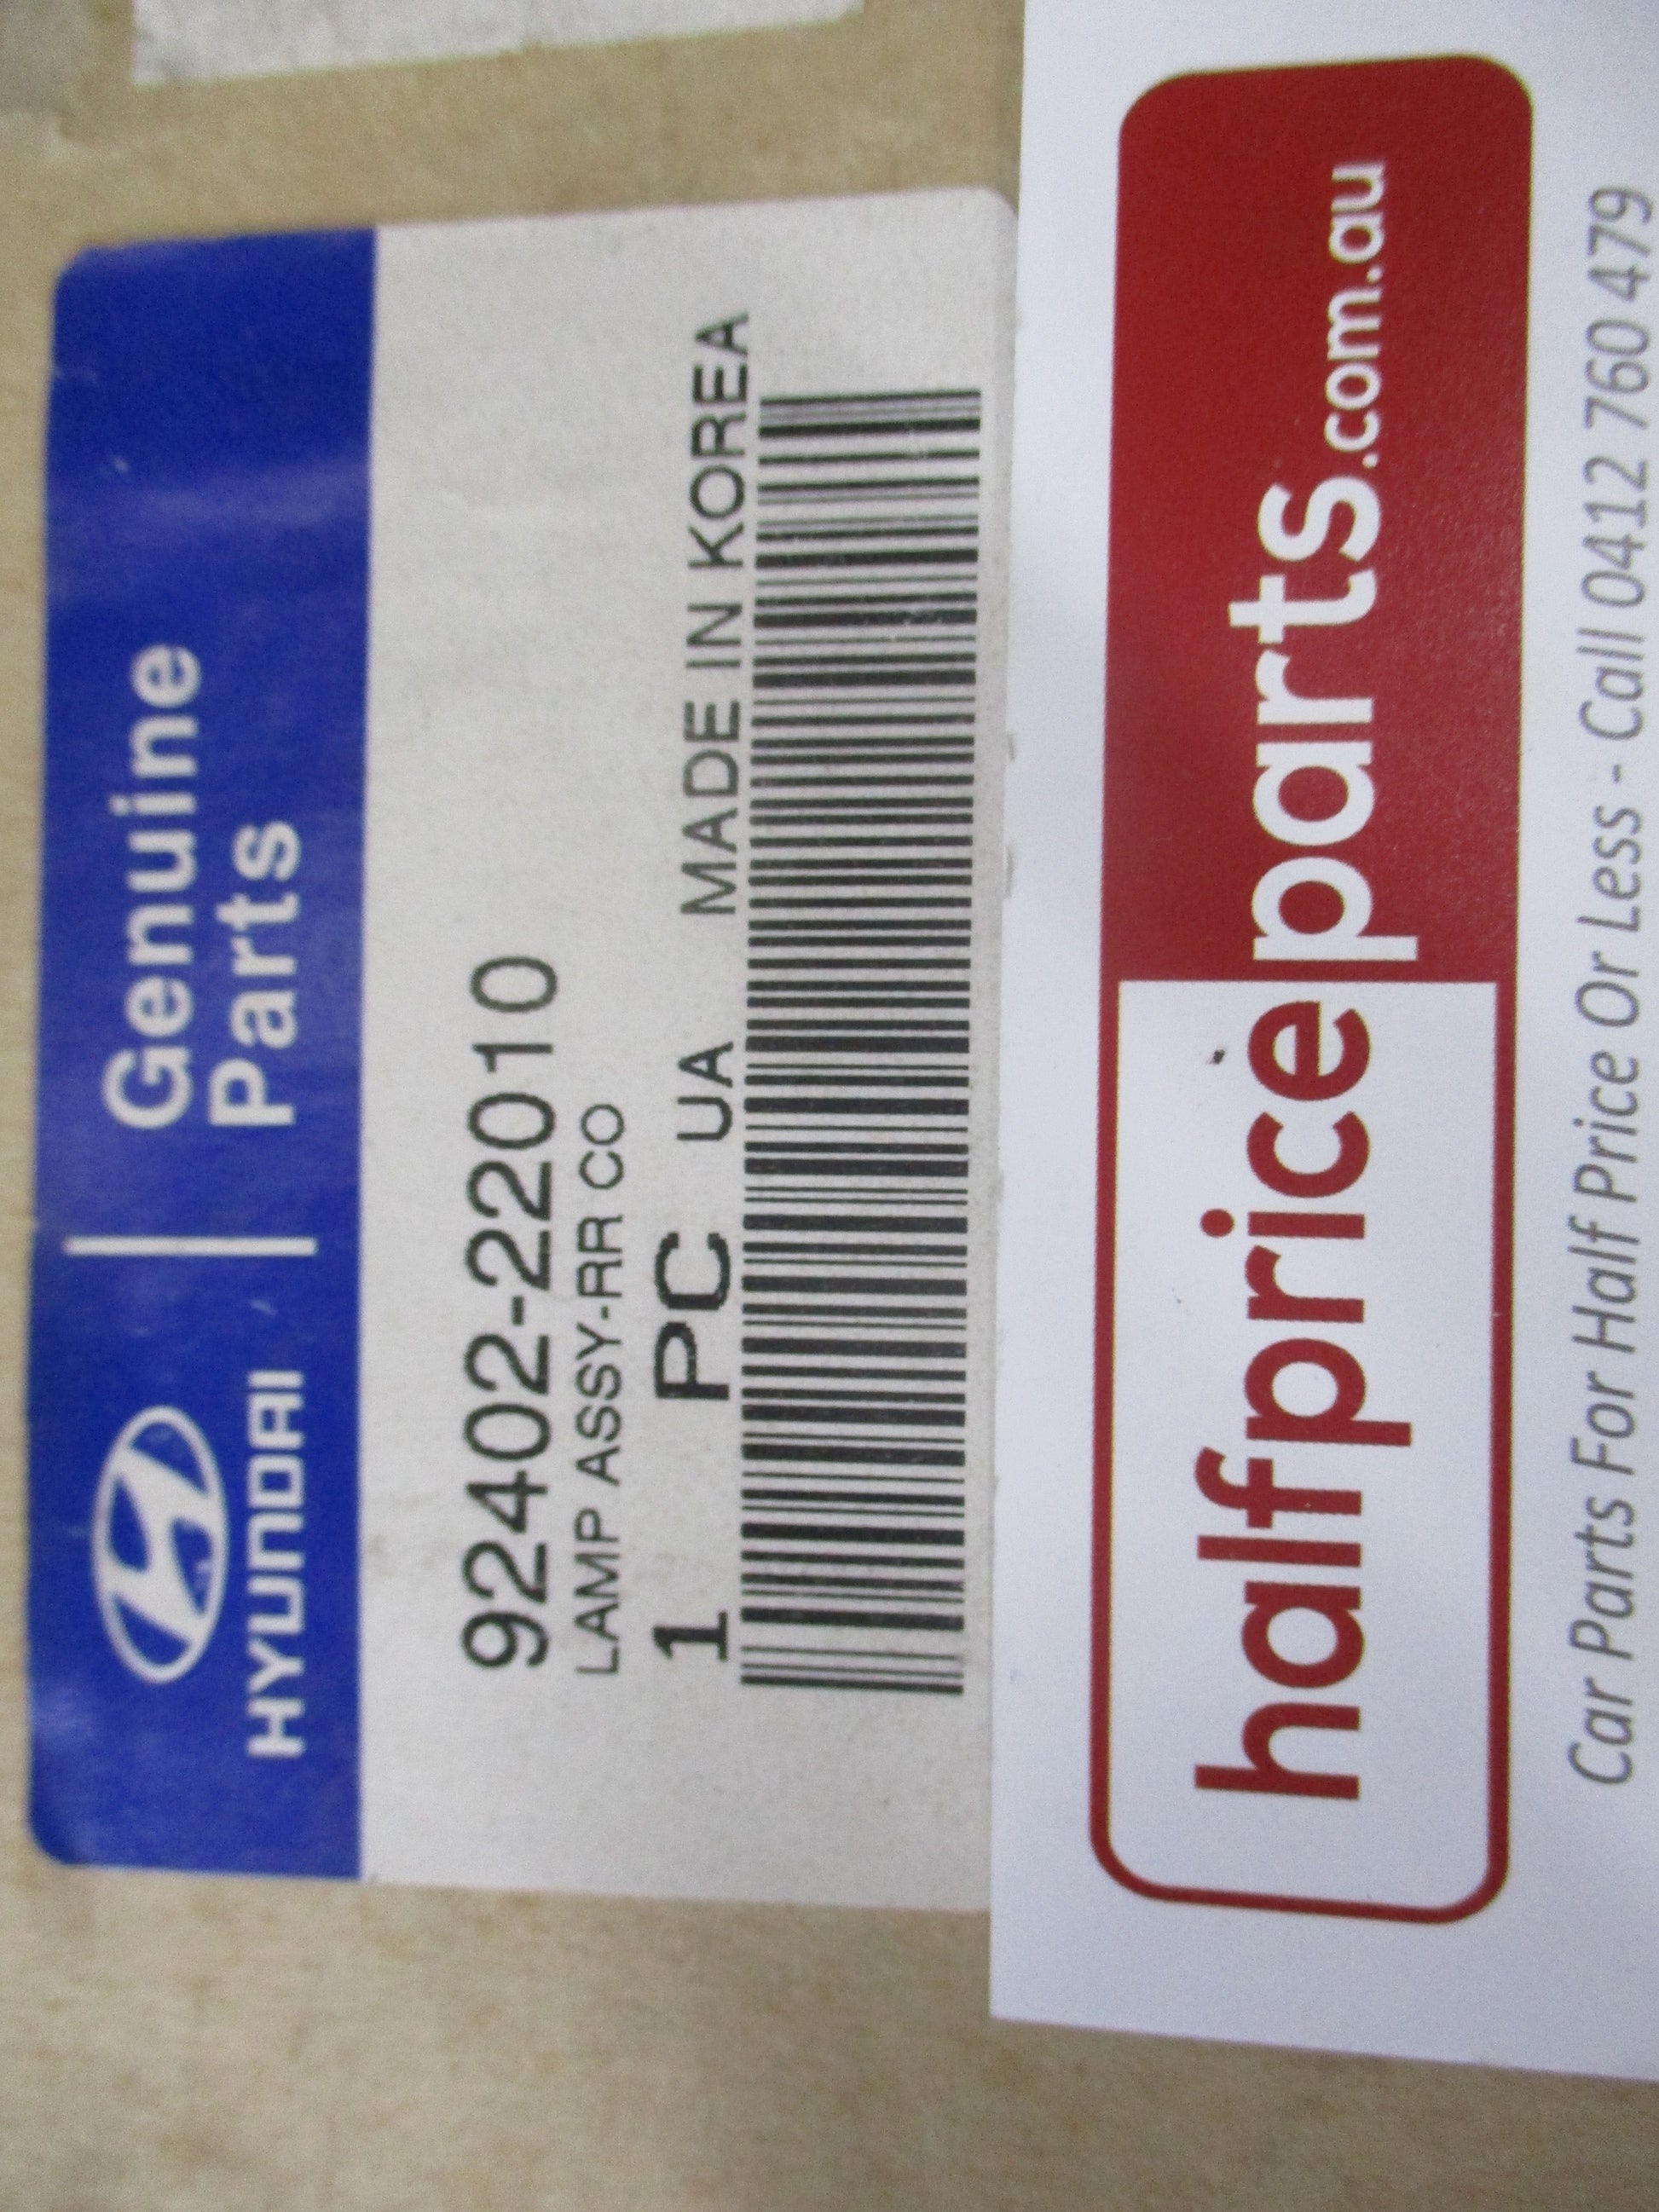 HYUNDAI
Genuine
Parts
92402-22010
LAMP ASSY-RR CO
1 PC UA MADE IN KOREA
halfpriceparts.com.au
Car Parts For Half Price Or Less - Call 0412 760 479